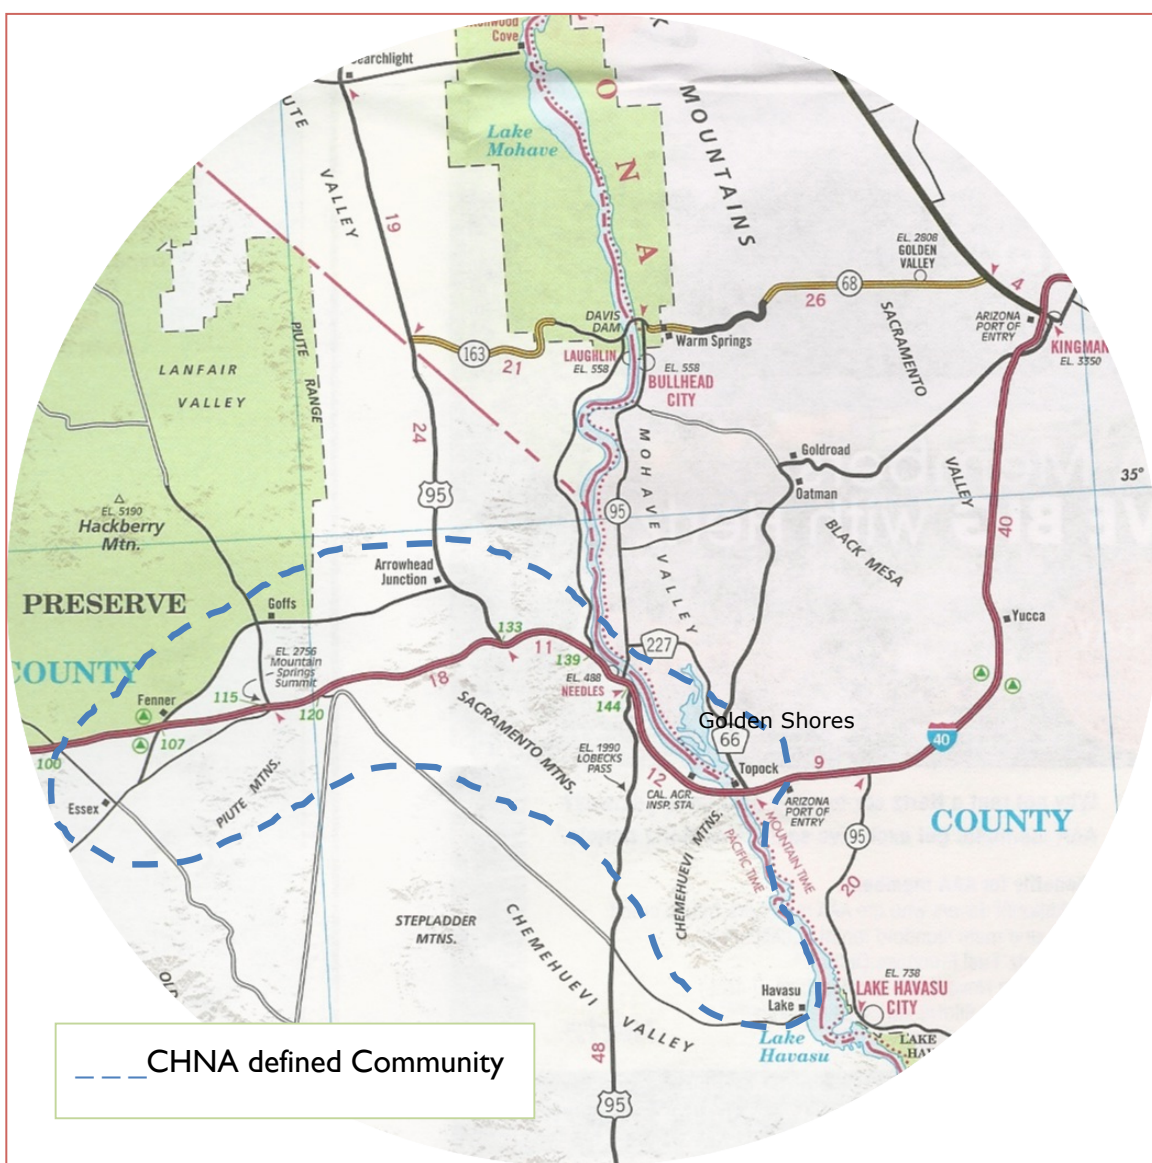 Cove
Searchlight
PIUTE
VALLEY
Lake
Mohave
O
N
A
MOUNTAINS
19
EL. 2808
GOLDEN
VALLEY
68
26
4
SACRAMENTO
ARIZONA
PORT OF
ENTRY
KINGMAN
EL. 3350
DAVIS
DAM
Warm Springs
163
21
LAUGHLIN
EL. 558
EL. 558
BULLHEAD
CITY
PIUTE
RANGE
LANFAIR
VALLEY
24
95
MOHAVE
VALLEY
95
Goldroad
Oatman
VALLEY
35°
40
BLACK MESA
EL. 5190
Hackberry
Mtn.
Arrowhead
Junction
PRESERVE
Goffs
COUNTY
133
11
139
227
Yucca
EL. 2756
Mountain
Springs
Summit
18
EL. 488
NEEDLES
144
Fenner
115
120
107
100
SACRAMENTO MTNS.
Golden Shores
66
40
9
EL. 1990
LOBECKS
PASS
12
Topock
CAL. AGR.
INSP. STA.
ARIZONA
PORT OF
ENTRY
Essex
PIUTE MTNS.
COUNTY
CHEMEHUEVI MTNS.
PACIFIC TIME
MOUNTAIN TIME
95
20
STEPLADDER
MTNS.
CHEMEHUEVI
VALLEY
OLD
Havasu
Lake
EL. 738
LAKE HAVASU
CITY
Lake
Havasu
LAKE
48
95
CHNA defined Community